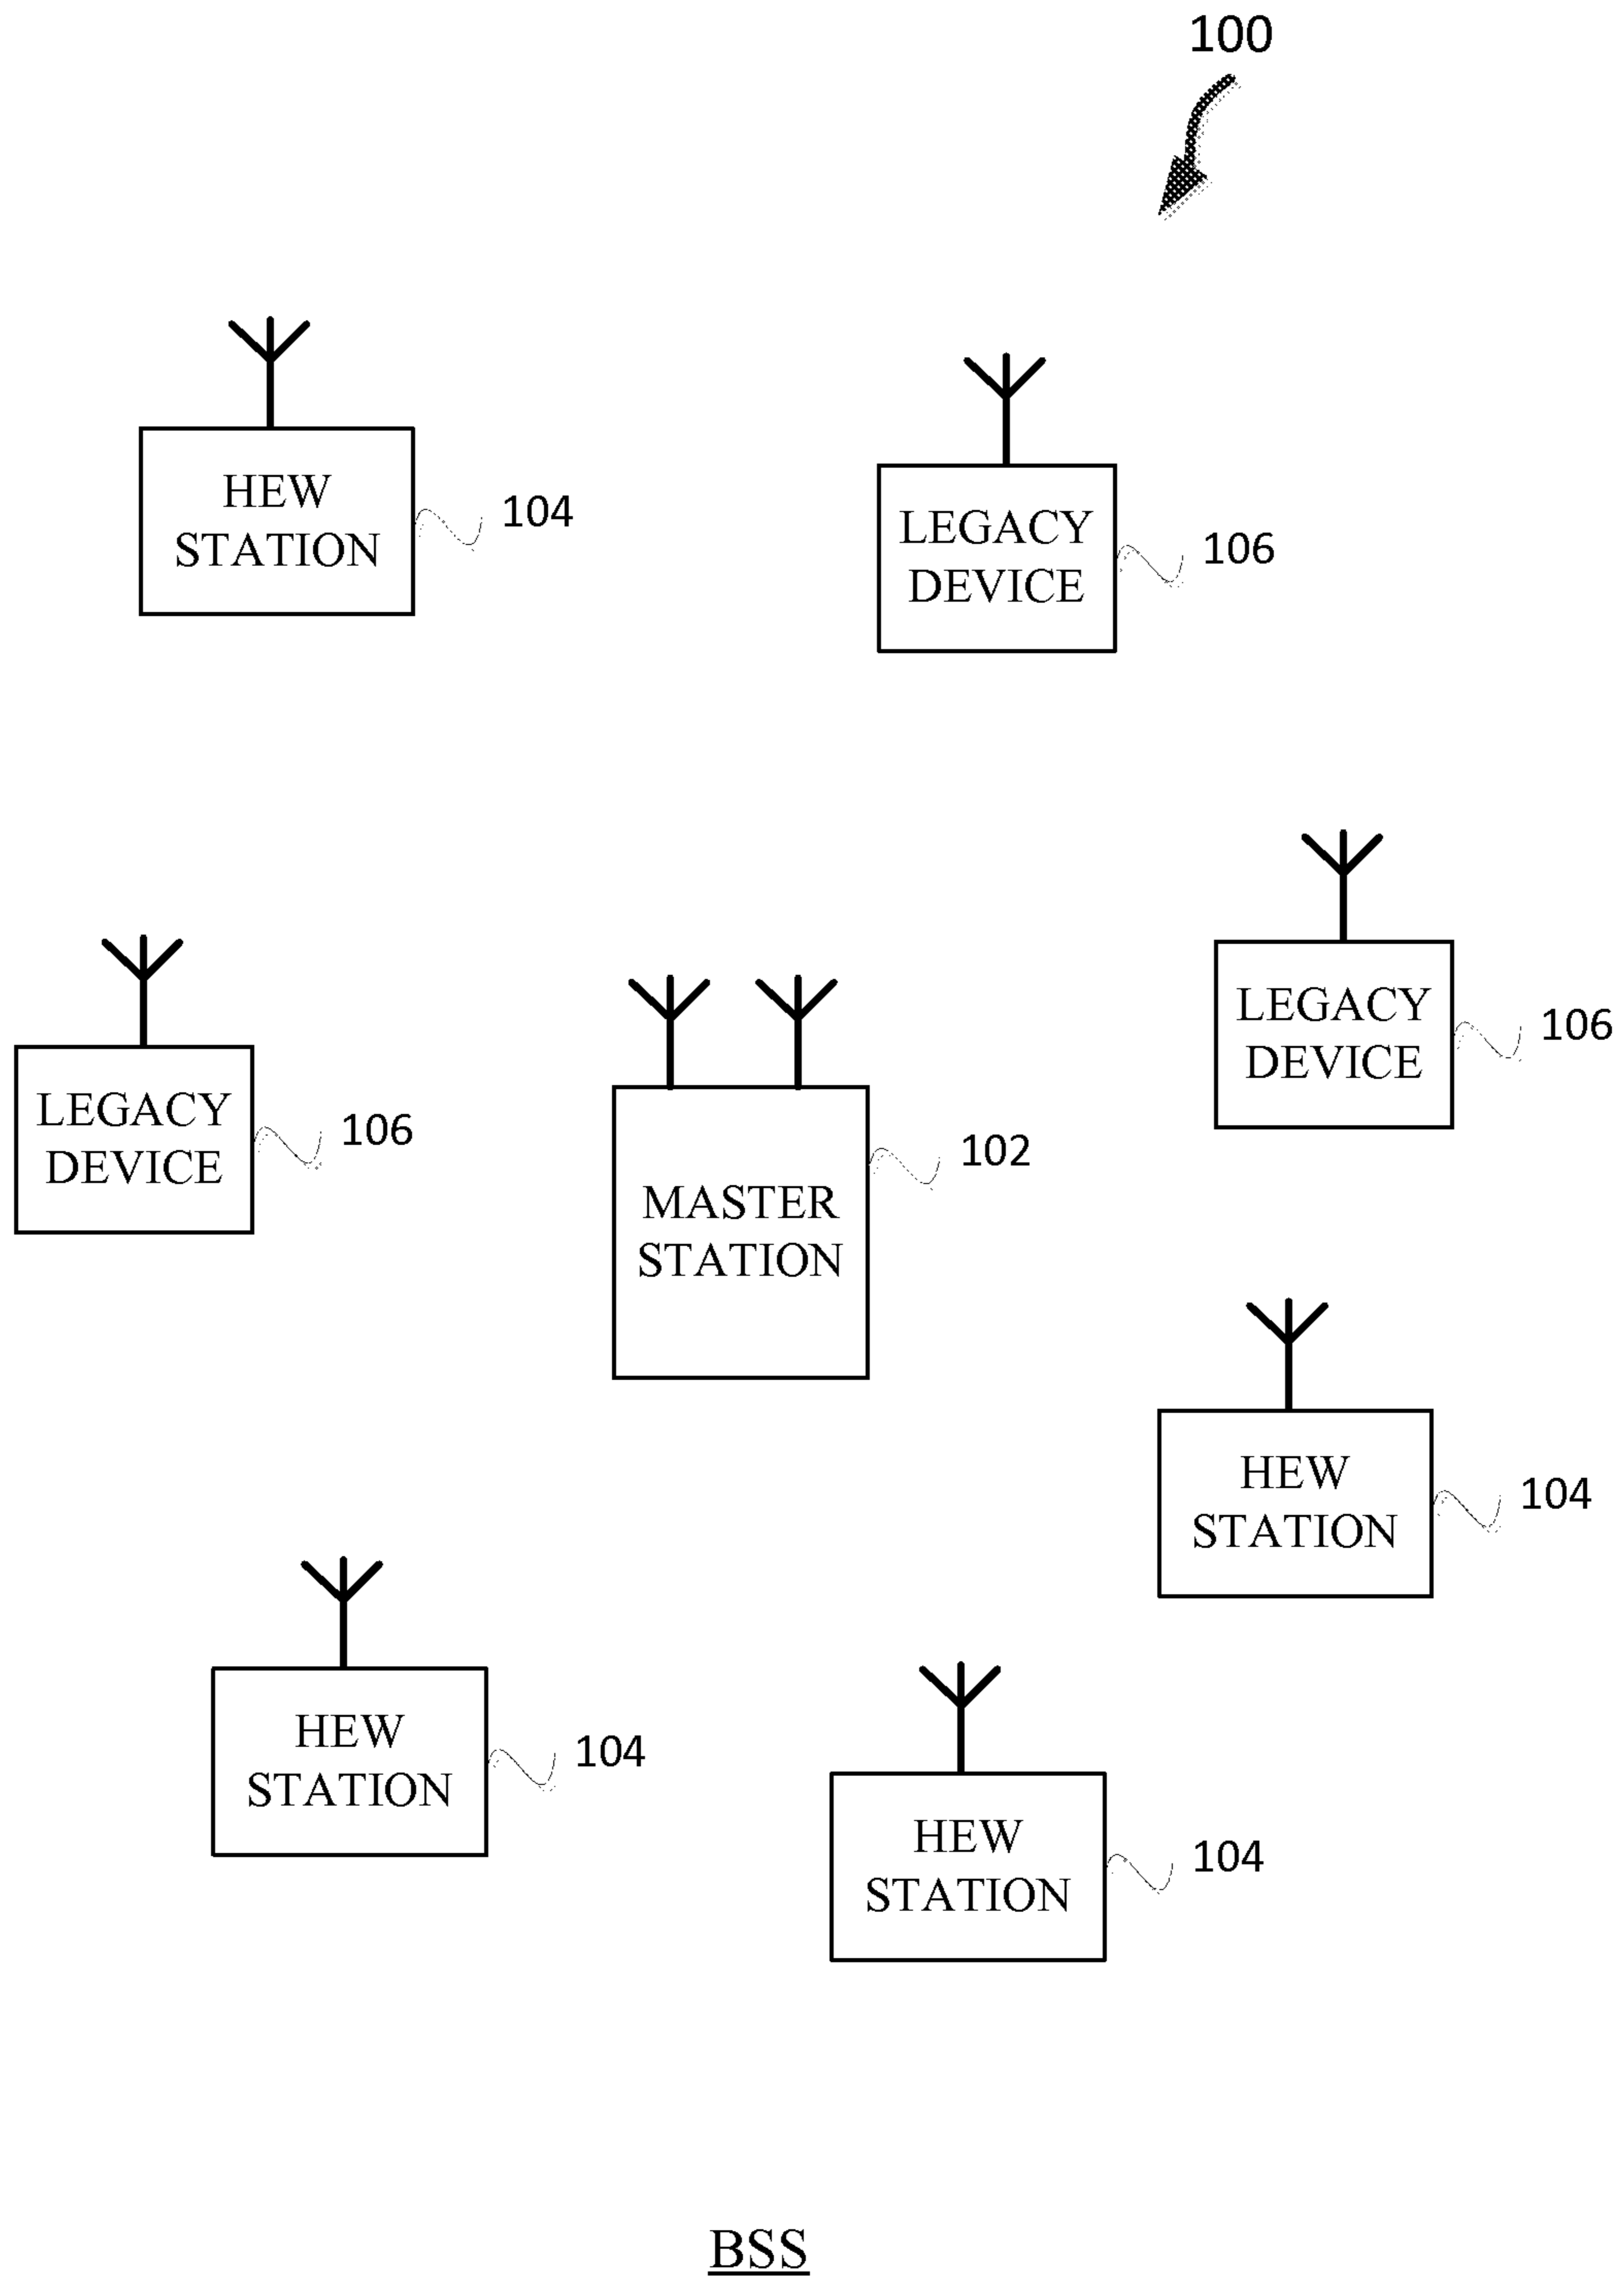 100
HEW
STATION
104
LEGACY
DEVICE
106
LEGACY
DEVICE
106
LEGACY
DEVICE
106
MASTER
STATION
102
HEW
STATION
104
HEW
STATION
104
HEW
STATION
104
BSS